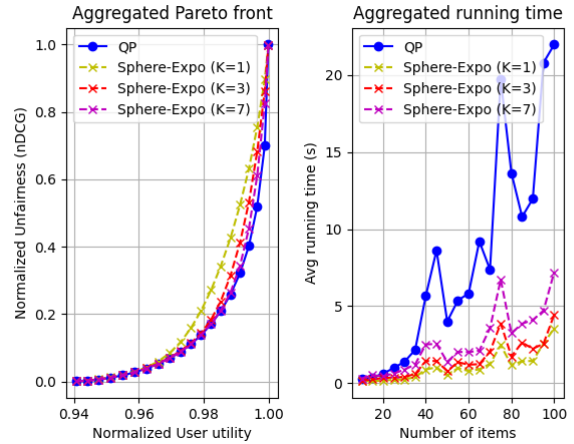 Aggregated Pareto front
Normalized Unfairness (nDCG)
1.0
0.8
0.6
0.4
0.2
0.0
QP
Sphere-Expo (K=1)
Sphere-Expo (K=3)
Sphere-Expo (K=7)
0.94
0.96
0.98
1.00
Normalized User utility
Aggregated running time
Avg running time (s)
20
15
10
5
0
QP
Sphere-Expo (K=1)
Sphere-Expo (K=3)
Sphere-Expo (K=7)
20
40
60
80
100
Number of items